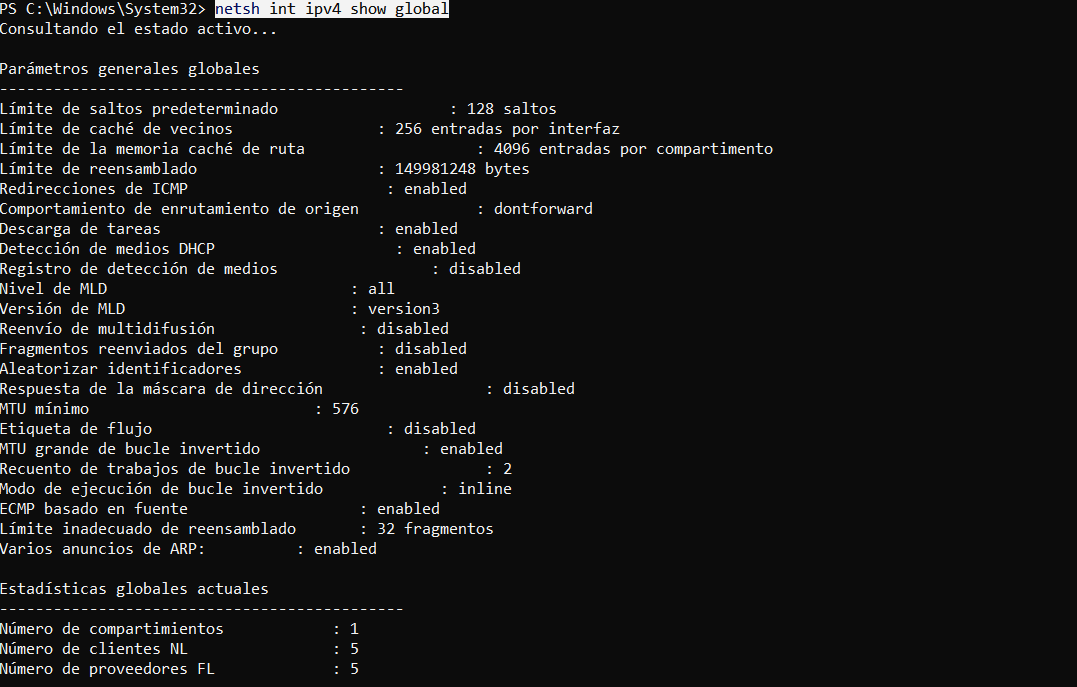 PS C:\Windows\System32> netsh int ipv4 show global
Consultando el estado activo...
Parámetros generales globales
---------------------------------------------
Límite de saltos predeterminado                   : 128 saltos
Límite de caché de vecinos                : 256 entradas por interfaz
Límite de la memoria caché de ruta                   : 4096 entradas por compartimento
Límite de reensamblado                    : 149981248 bytes
Redirecciones de ICMP                      : enabled
Comportamiento de enrutamiento de origen             : dontforward
Descarga de tareas                        : enabled
Detección de medios DHCP                    : enabled
Registro de detección de medios                 : disabled
Nivel de MLD                           : all
Versión de MLD                         : version3
Reenvío de multidifusión                : disabled
Fragmentos reenviados del grupo           : disabled
Aleatorizar identificadores               : enabled
Respuesta de la máscara de dirección                  : disabled
MTU mínimo                         : 576
Etiqueta de flujo                          : disabled
MTU grande de bucle invertido                  : enabled
Recuento de trabajos de bucle invertido               : 2
Modo de ejecución de bucle invertido             : inline
ECMP basado en fuente                   : enabled
Límite inadecuado de reensamblado       : 32 fragmentos
Varios anuncios de ARP:          : enabled
Estadísticas globales actuales
---------------------------------------------
Número de compartimientos            : 1
Número de clientes NL                : 5
Número de proveedores FL             : 5